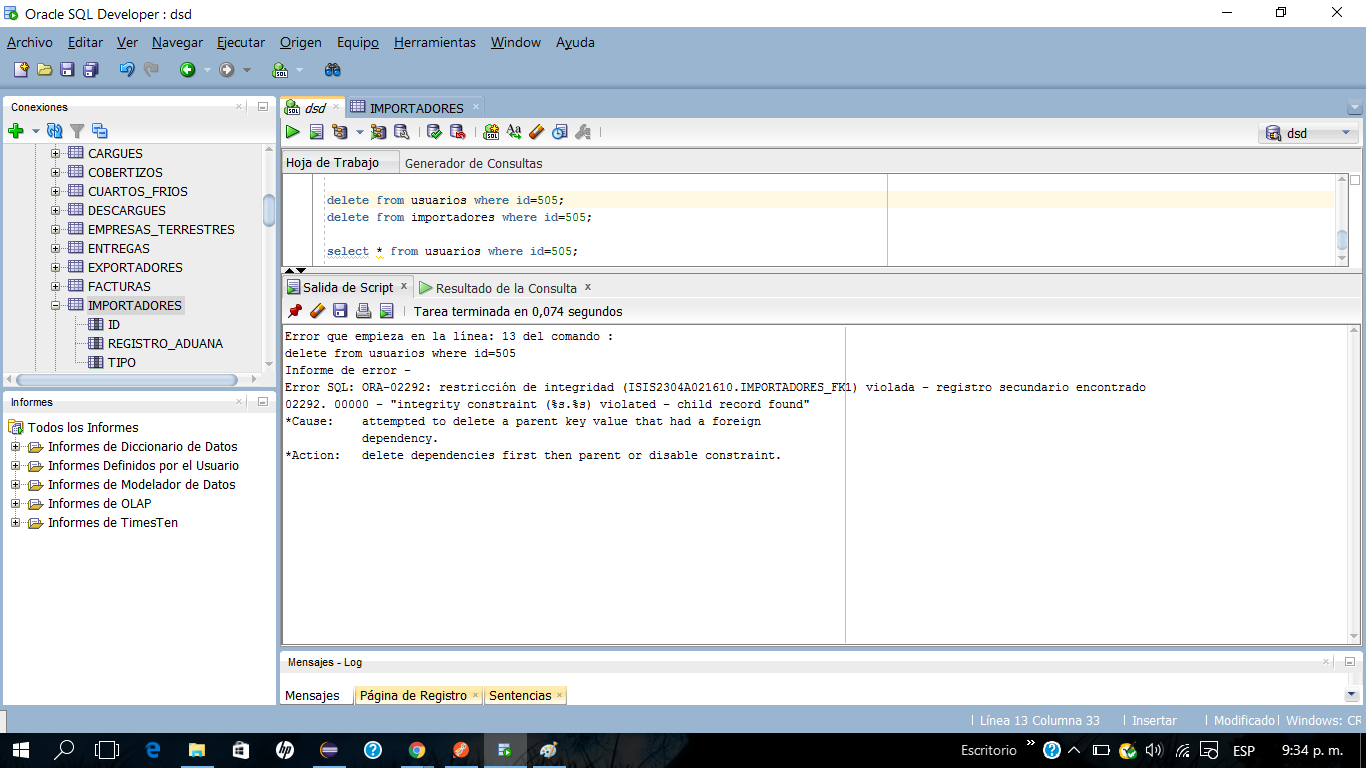 Oracle SQL Developer : dsd
Archivo Editar Ver Navegar Ejecutar Origen Equipo Herramientas Window Ayuda
Conexiones
CARGUES
COBERTIZOS
CUARTOS_FRIOS
DESCARGUES
EMPRESAS_TERRESTRES
ENTREGAS
EXPORTADORES
FACTURAS
IMPORTADORES
ID
REGISTRO_ADUANA
TIPO
Informes
Todos los Informes
Informes de Diccionario de Datos
Informes Definidos por el Usuario
Informes de Modelador de Datos
Informes de OLAP
Informes de TimesTen
dsd IMPORTADORES
dsd
Hoja de Trabajo Generador de Consultas
delete from usuarios where id=505;
delete from importadores where id=505;
select * from usuarios where id=505;
Salida de Script x Resultado de la Consulta x
Tarea terminada en 0,074 segundos
Error que empieza en la línea: 13 del comando :
delete from usuarios where id=505
Informe de error -
Error SQL: ORA-02292: restricción de integridad (ISIS2304A021610.IMPORTADORES_FK1) violada - registro secundario encontrado
02292. 00000 - "integrity constraint (%s.%s) violated - child record found"
*Cause: attempted to delete a parent key value that had a foreign
dependency.
*Action: delete dependencies first then parent or disable constraint.
Mensajes - Log
Mensajes Página de Registro Sentencias
Línea 13 Columna 33 Insertar Modificado Windows: CR
Escritorio » ESP 9:34 p. m.